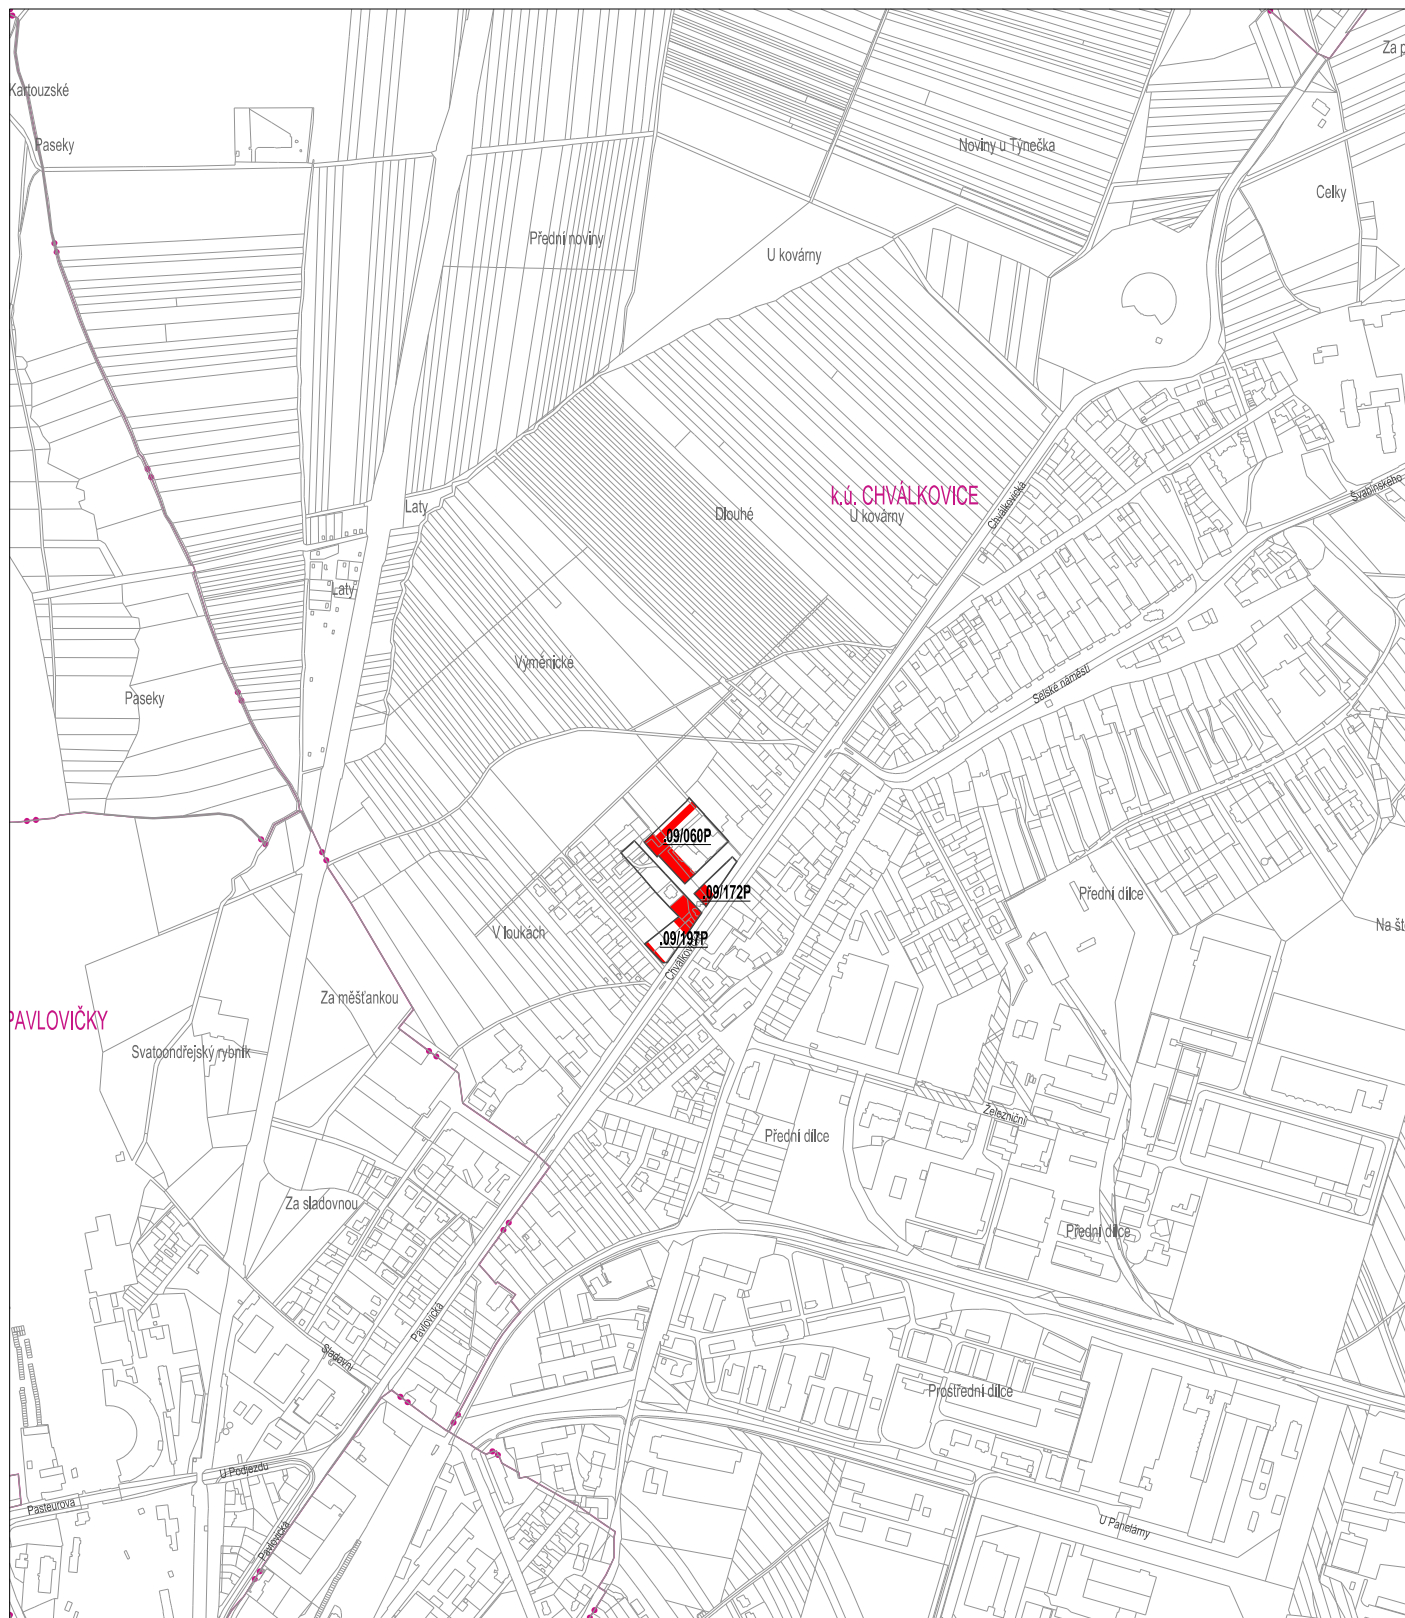 Kartouzské
Za p
Paseky
Noviny u Týnečka
Celky
Přední noviny
U kovárny
k.ú. CHVÁLKOVICE
Švabinského
Chválkovická
Laty
Dlouhé
U kovárny
Laty
Výměnické
Selské náměstí
Paseky
.09/060P
.09/172P
Přední dílce
Na šte
V loukách
.09/197P
Chválkov
Za měšťankou
PAVLOVIČKY
Svatoondřejský rybník
Železniční
Přední dílce
Za sladovnou
Přední dílce
Pavlovická
Sladovní
Prostřední dílce
U Podjezdu
Pasteurova
U Panelárny
Pavlovická